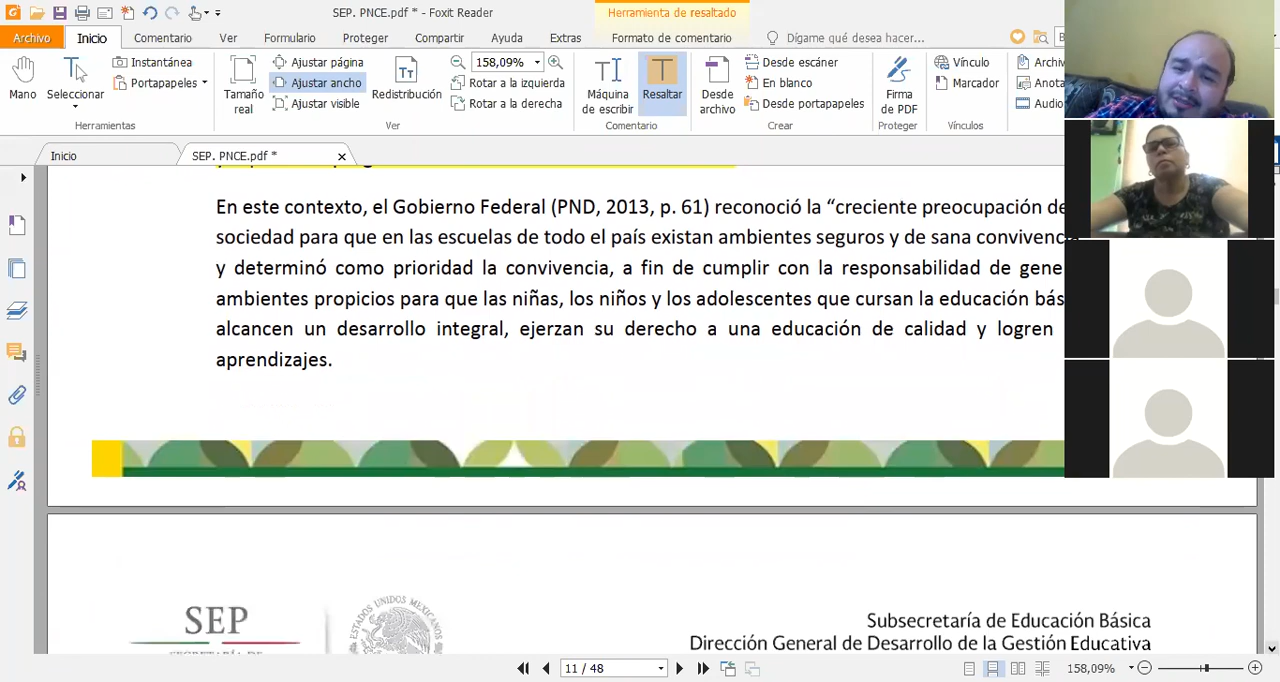 SEP. PNCE.pdf * - Foxit Reader
Herramienta de resaltado
Archivo
Inicio
Comentario
Ver
Formulario
Proteger
Compartir
Ayuda
Extras
Formato de comentario
Dígame qué desea hacer...
Mano
Seleccionar
Instantánea
Portapapeles
Herramientas
Tamaño real
Ajustar página
Ajustar ancho
Ajustar visible
Redistribución
158,09%
Rotar a la izquierda
Rotar a la derecha
Ver
Máquina de escribir
Resaltar
Comentario
Desde archivo
Desde escáner
En blanco
Desde portapapeles
Crear
Firma de PDF
Proteger
Vínculo
Marcador
Vínculos
Archiv
Anota
Audio
Inicio
SEP. PNCE.pdf *
En este contexto, el Gobierno Federal (PND, 2013, p. 61) reconoció la “creciente preocupación de
sociedad para que en las escuelas de todo el país existan ambientes seguros y de sana convivencia
y determinó como prioridad la convivencia, a fin de cumplir con la responsabilidad de gene
ambientes propicios para que las niñas, los niños y los adolescentes que cursan la educación bás
alcancen un desarrollo integral, ejerzan su derecho a una educación de calidad y logren
aprendizajes.
SEP
SECRETARÍA DE
Subsecretaría de Educación Básica
Dirección General de Desarrollo de la Gestión Educativa
11 / 48
158,09%